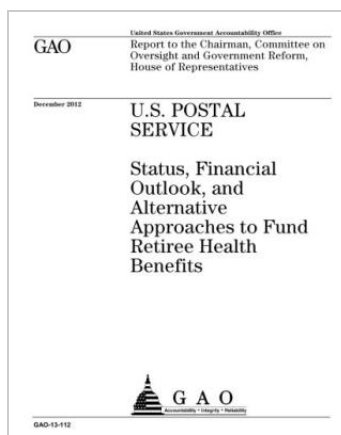 United States Government Accountability Office
GAO
Report to the Chairman, Committee on
Oversight and Government Reform,
House of Representatives
December 2012
U.S. POSTAL
SERVICE
Status, Financial
Outlook, and
Alternative
Approaches to Fund
Retiree Health
Benefits
G A O
Accountability * Integrity * Reliability
GAO-13-112